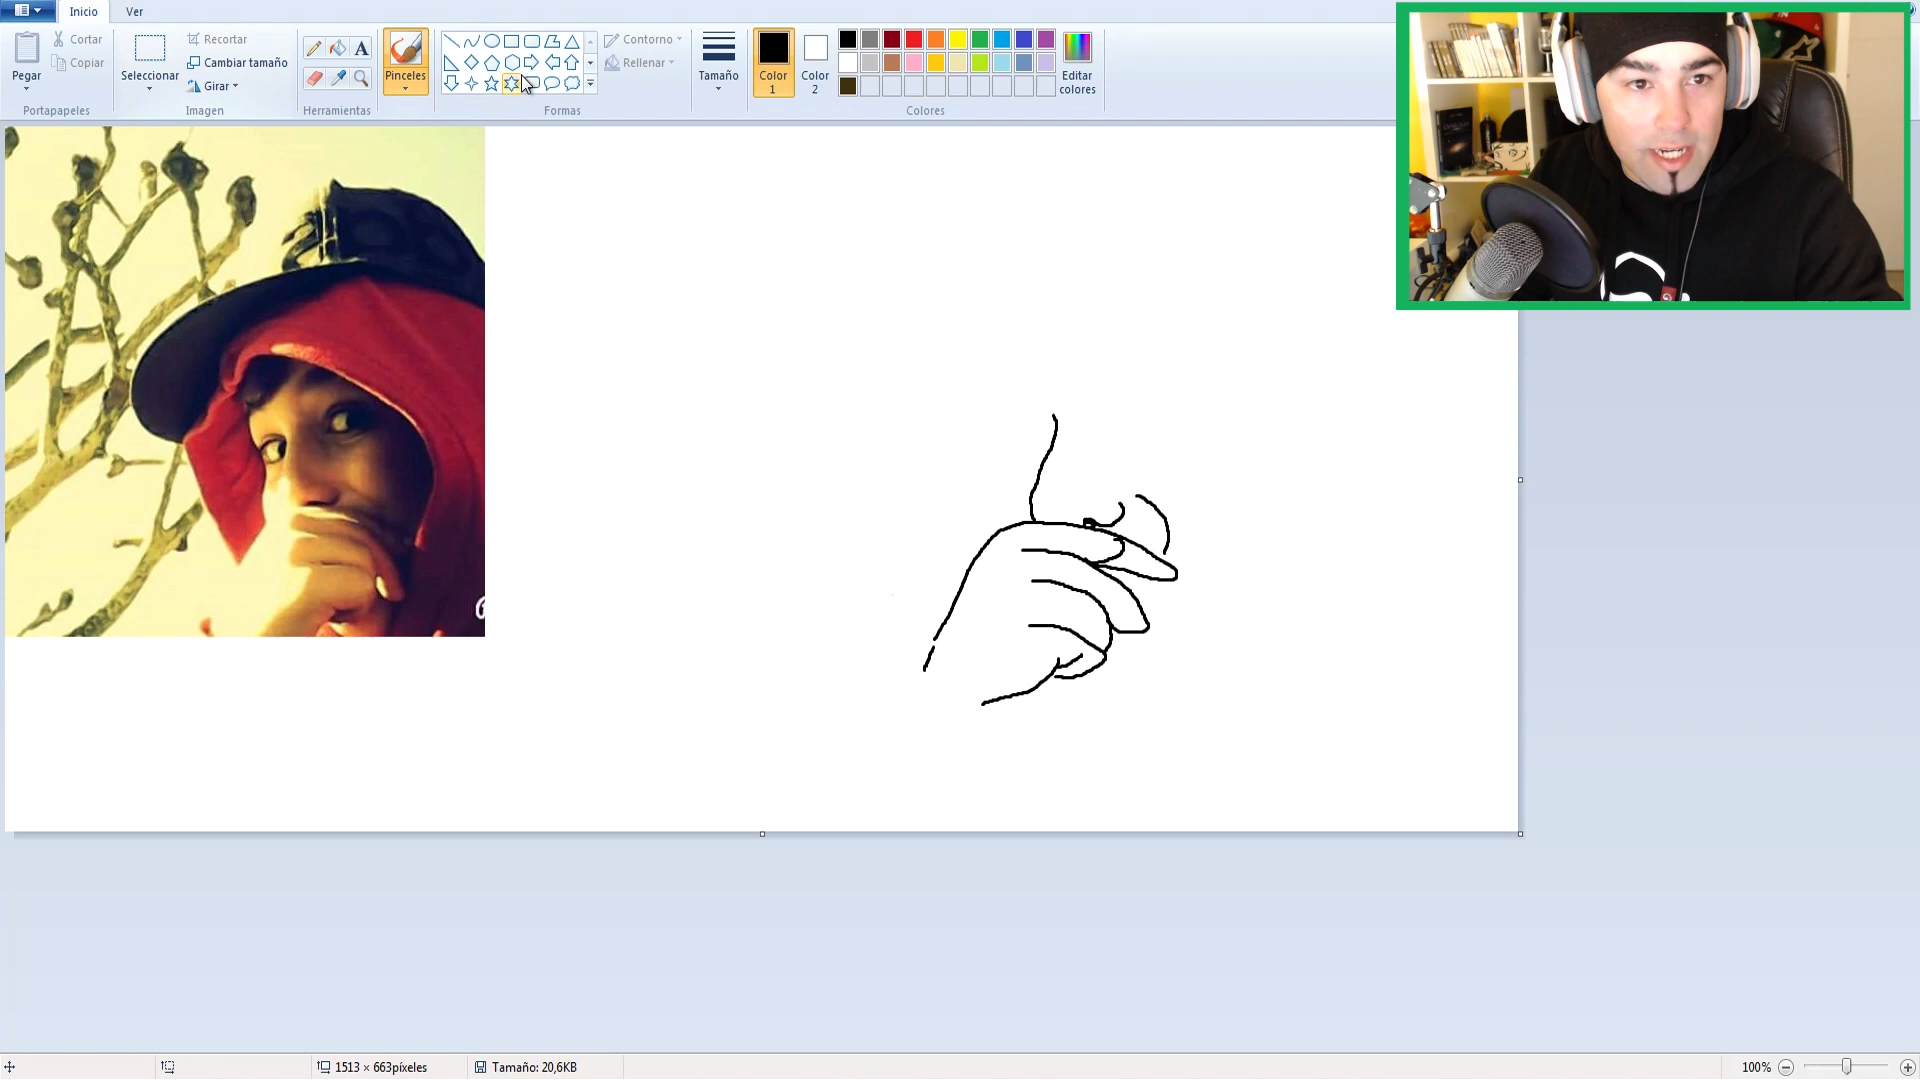 Inicio
Ver
Pegar
Cortar
Copiar
Portapapeles
Seleccionar
Recortar
Cambiar tamaño
Girar
Imagen
A
Herramientas
Pinceles
Contorno
Rellenar
Formas
Tamaño
Color
1
Color
2
Editar
colores
Colores
1513 × 663píxeles
Tamaño: 20,6KB
100%